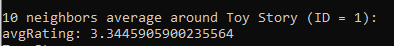 10 neighbors average around Toy Story (ID = 1):
avgRating: 3.3445905900235564